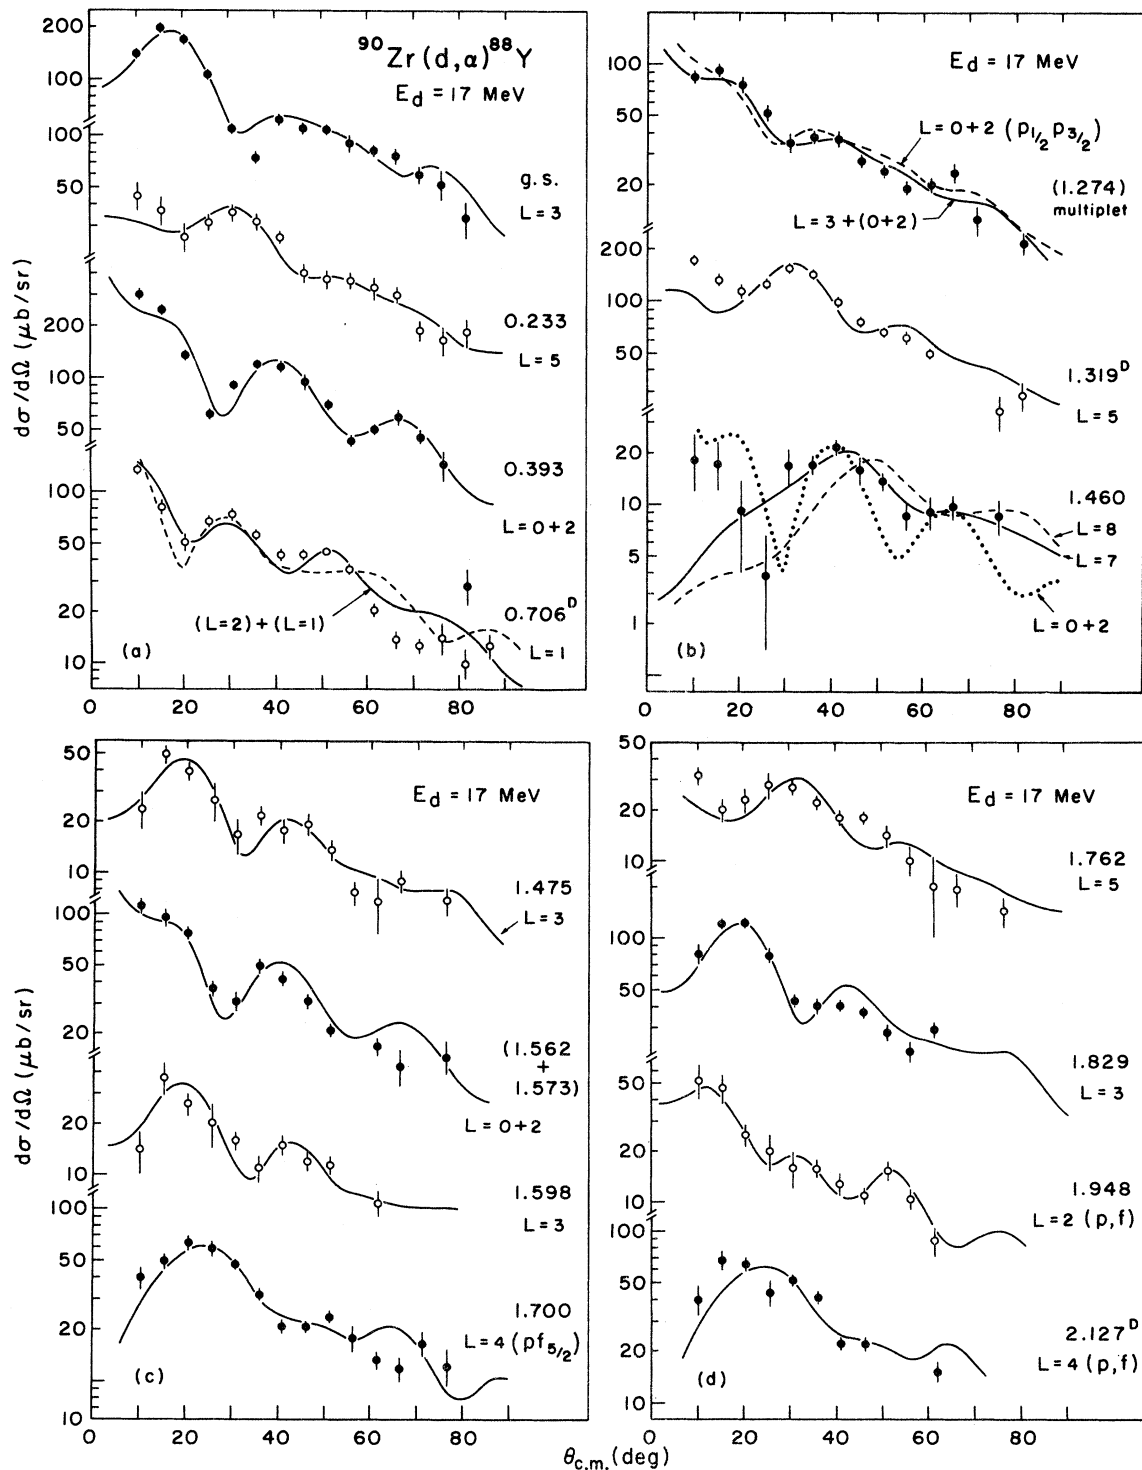 200
100
100
50
200
100
50
100
50
20
10
⁹⁰Zr(d,α)⁸⁸Y
E_d = 17 MeV
g.s.
L=3
0.233
L=5
0.393
L=0+2
0.706ᴰ
L=1
(L=2)+(L=1)
(a)
0 20 40 60 80
dσ/dΩ (μb/sr)
100
50
20
200
100
50
20
10
5
1
E_d = 17 MeV
L=0+2 (p₁/₂ p₃/₂)
(1.274)
multiplet
L=3+(0+2)
1.319ᴰ
L=5
1.460
L=8
L=7
L=0+2
(b)
0 20 40 60 80
50
20
10
100
50
20
20
10
100
50
20
10
E_d = 17 MeV
1.475
L=3
(1.562
+
1.573)
L=0+2
1.598
L=3
1.700
L=4(pf₅/₂)
(c)
0 20 40 60 80
dσ/dΩ (μb/sr)
50
20
10
100
50
50
20
10
100
50
20
10
E_d = 17 MeV
1.762
L=5
1.829
L=3
1.948
L=2 (p,f)
2.127ᴰ
L=4 (p,f)
(d)
0 20 40 60 80
θ_c.m.(deg)